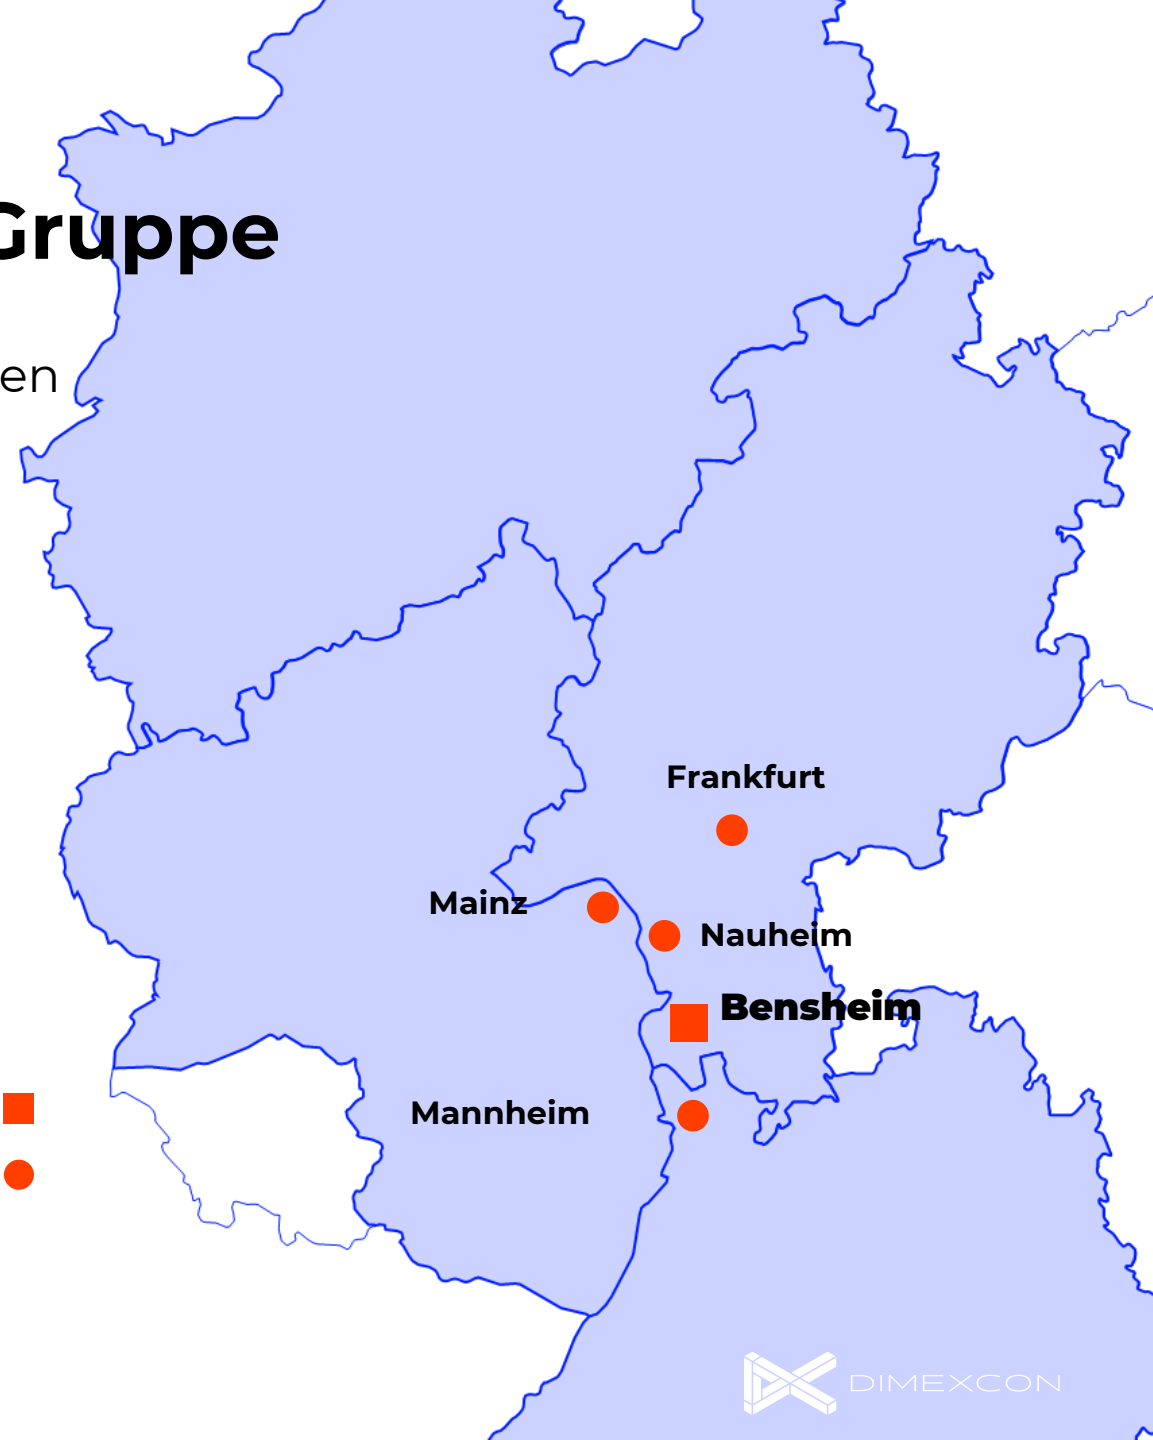 Gruppe
en
Frankfurt
Mainz
Nauheim
Bensheim
Mannheim
DIMEXCON